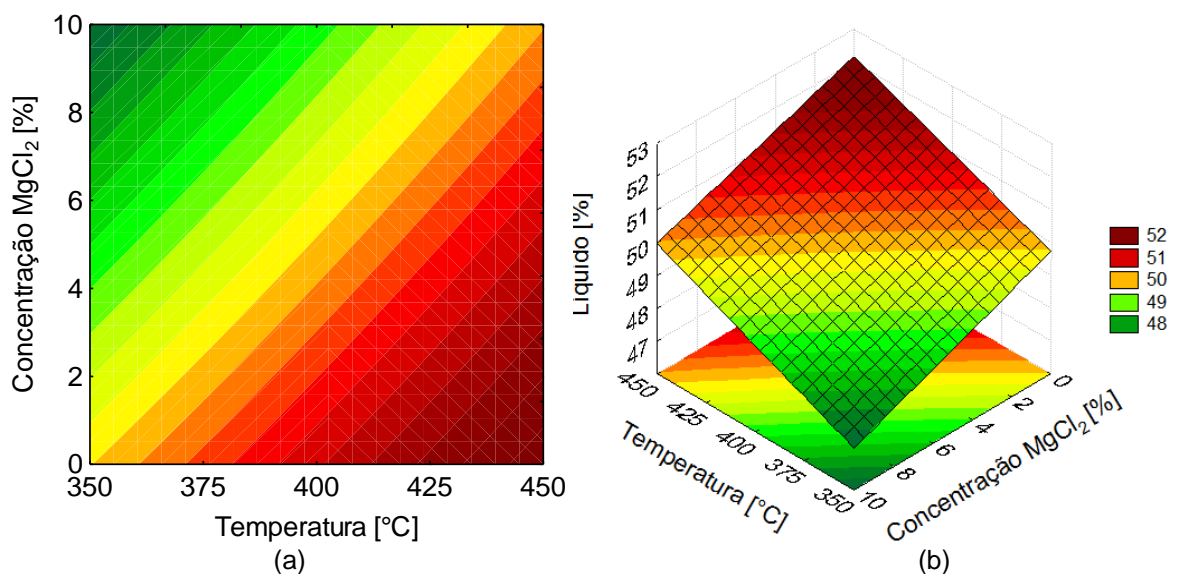 10
8
6
4
2
0
Concentração MgCl₂ [%]
350 375 400 425 450
Temperatura [°C]
(a)
53
52
51
50
49
48
47
Líquido [%]
450 425 400 375 350
Temperatura [°C]
0
2
4
6
8
10
Concentração MgCl₂[%]
52
51
50
49
48
(b)